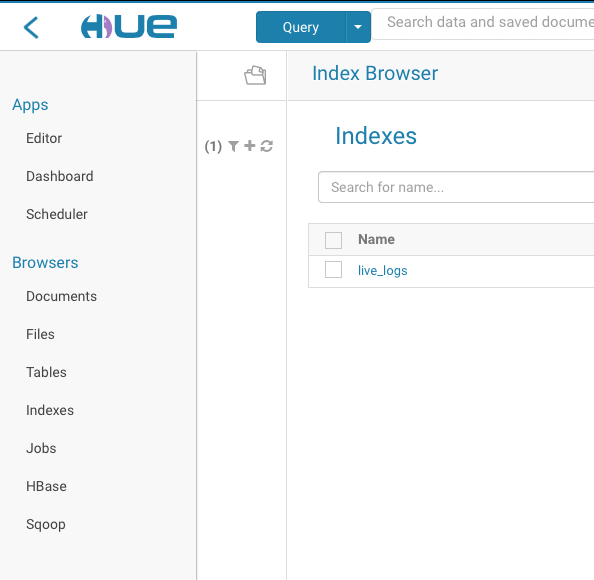 HUE
Query
Search data and saved docume
Apps
Editor
Dashboard
Scheduler
Browsers
Documents
Files
Tables
Indexes
Jobs
HBase
Sqoop
(1)
Index Browser
Indexes
Search for name...
Name
live_logs